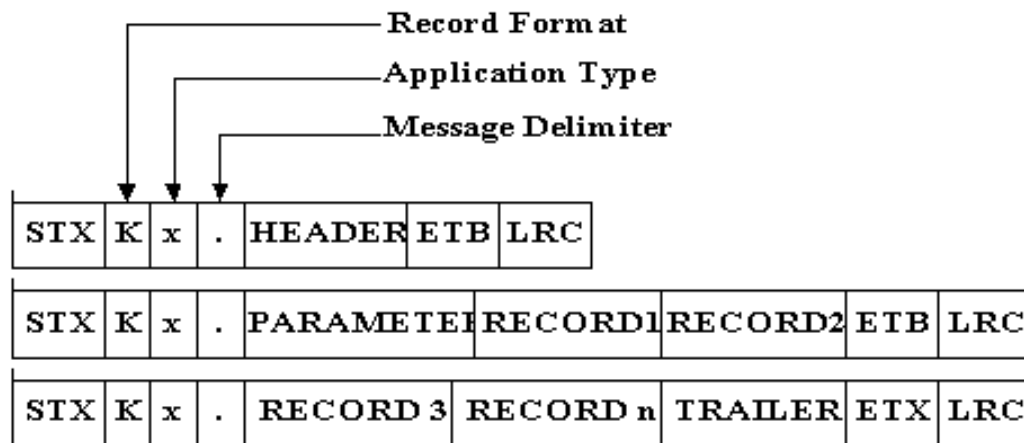 Record Format
Application Type
Message Delimiter
STX K x . HEADER ETB LRC
STX K x . PARAMETER RECORD1 RECORD2 ETB LRC
STX K x . RECORD 3 RECORD n TRAILER ETX LRC